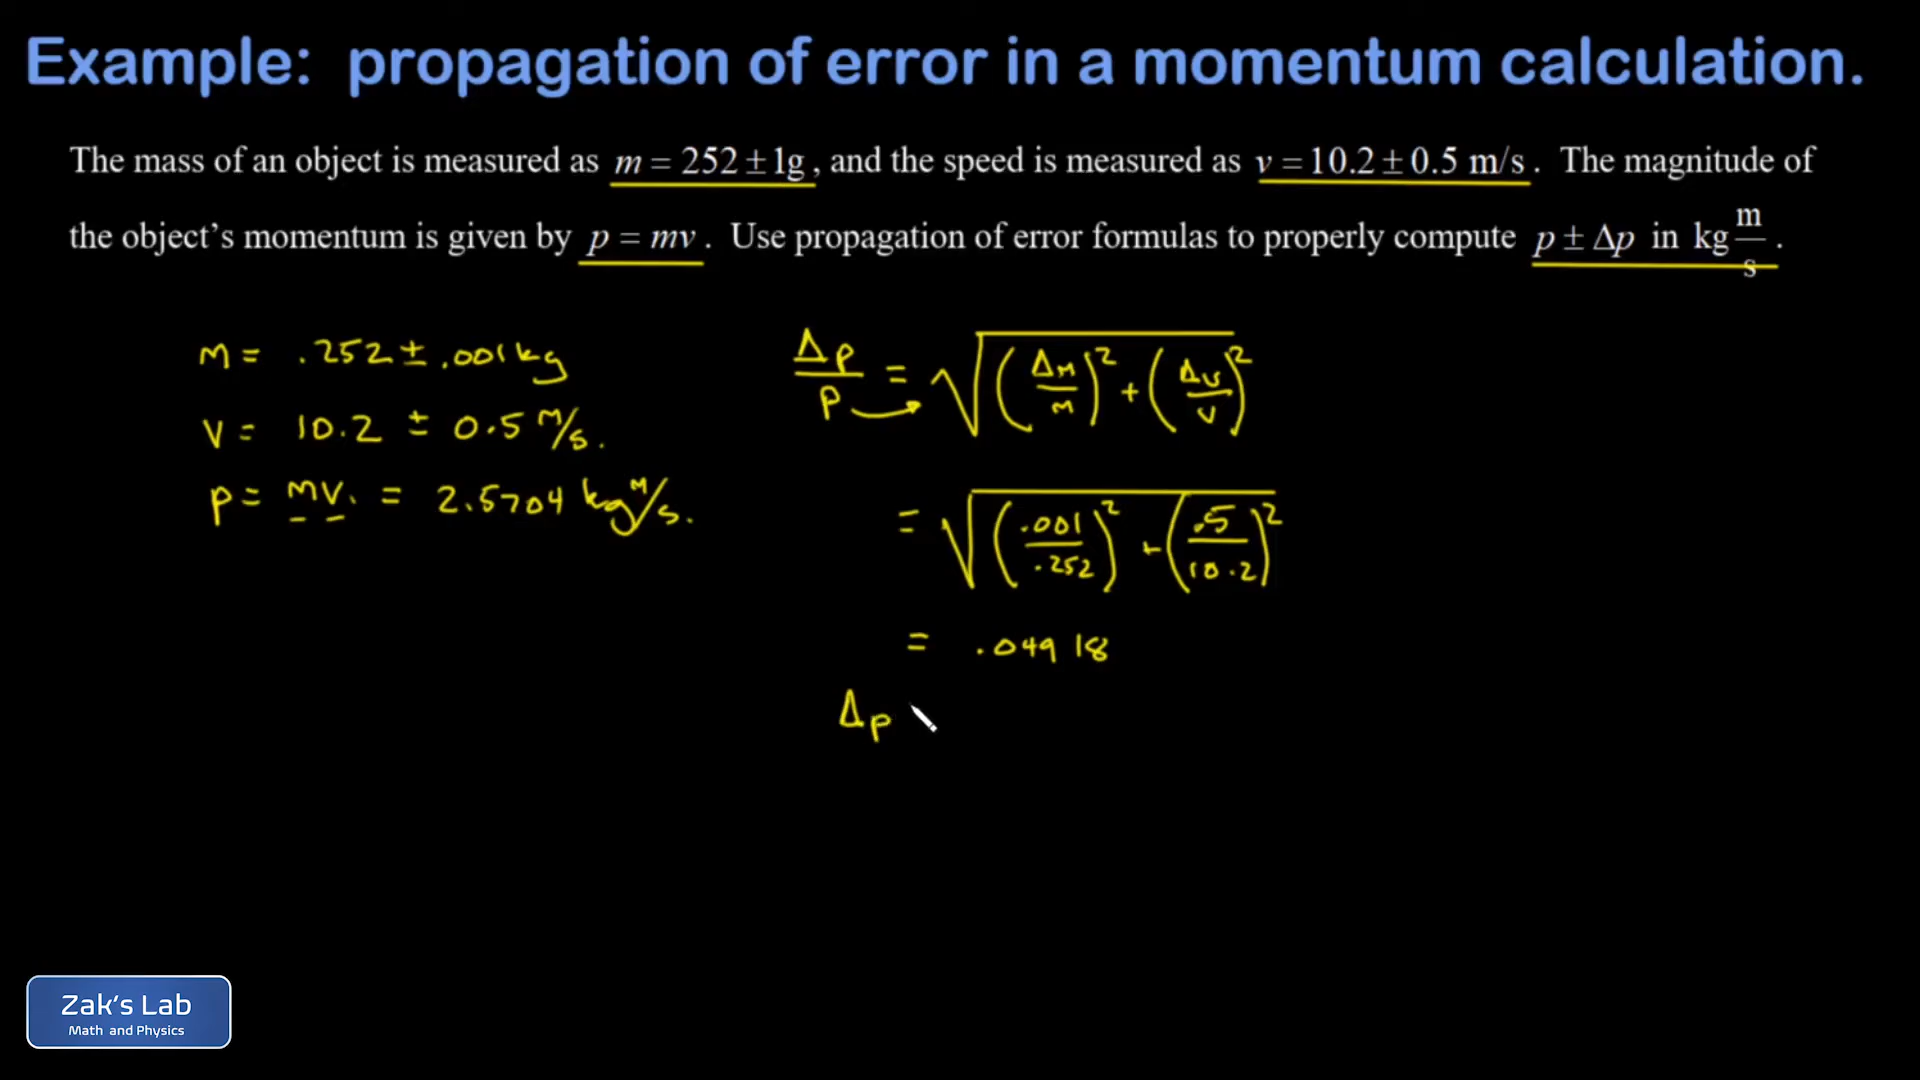 Example: propagation of error in a momentum calculation.
The mass of an object is measured as m = 252 ± 1g, and the speed is measured as v = 10.2 ± 0.5 m/s. The magnitude of
the object's momentum is given by p = mv. Use propagation of error formulas to properly compute p ± Δp in kg m/s.
m = .252 ± .001 kg
v = 10.2 ± 0.5 m/s.
p = mv. = 2.5704 kg m/s.
Δp/p = √((Δm/m)² + (Δv/v)²)
= √((.001/.252)² + (.5/10.2)²)
= .04918
Δp
Zak's Lab
Math and Physics